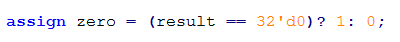 assign zero = (result == 32'd0)? 1: 0;